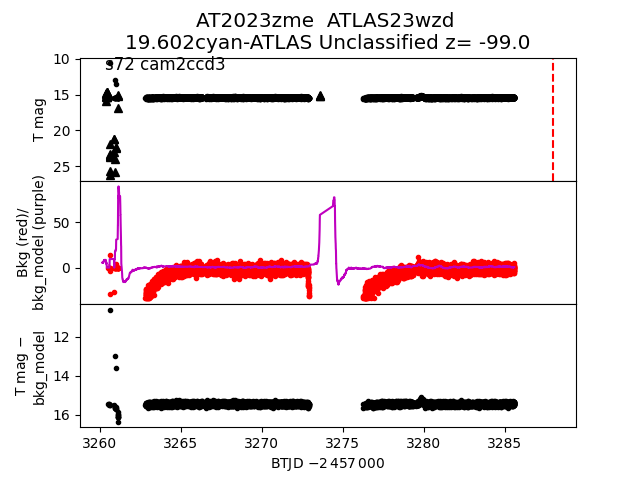 AT2023zme  ATLAS23wzd
19.602cyan-ATLAS Unclassified z= -99.0
s72 cam2ccd3
10
15
20
25
T mag
50
0
Bkg (red)/
bkg_model (purple)
12
14
16
T mag −
bkg_model
3260
3265
3270
3275
3280
3285
BTJD −2 457 000